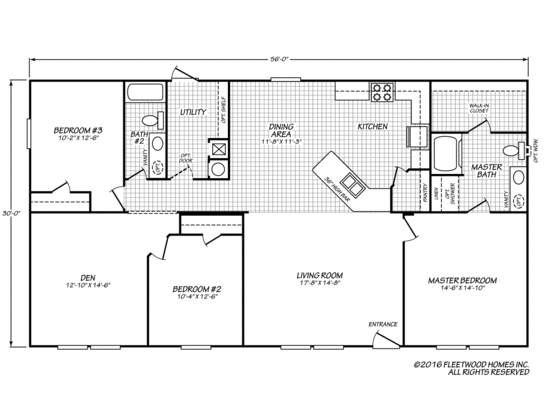 56'-0"
30'-0"
BEDROOM #3
10'-2" X 12'-6"
BATH
#2
VANITY
OPT.
UTILITY
OPT. SHELF
OPT.
DOOR
DINING
AREA
11'-8" X 11'-3"
KITCHEN
36" HIGH BAR
PANTRY
WALK-IN
CLOSET
MASTER
BATH
OPT. WDW.
LINEN
OPT.
SHOWER
VANITY
OPT.
DEN
12'-10" X 14'-6"
BEDROOM #2
10'-4" X 12'-6"
LIVING ROOM
17'-8" X 14'-8"
ENTRANCE
MASTER BEDROOM
14'-6" X 14'-10"
©2016 FLEETWOOD HOMES INC.
ALL RIGHTS RESERVED